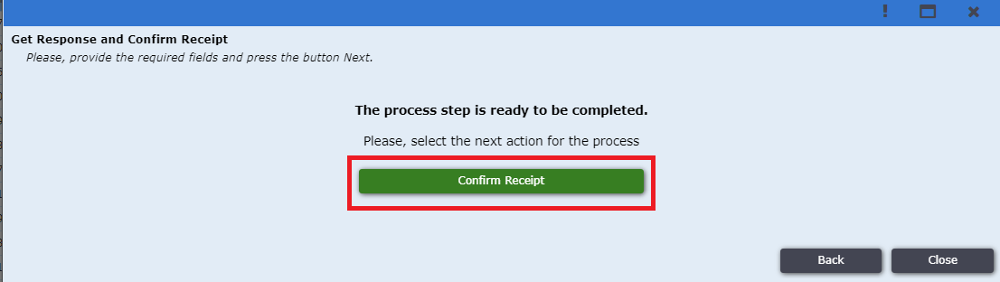 Get Response and Confirm Receipt
Please, provide the required fields and press the button Next.
The process step is ready to be completed.
Please, select the next action for the process
Confirm Receipt
Back
Close